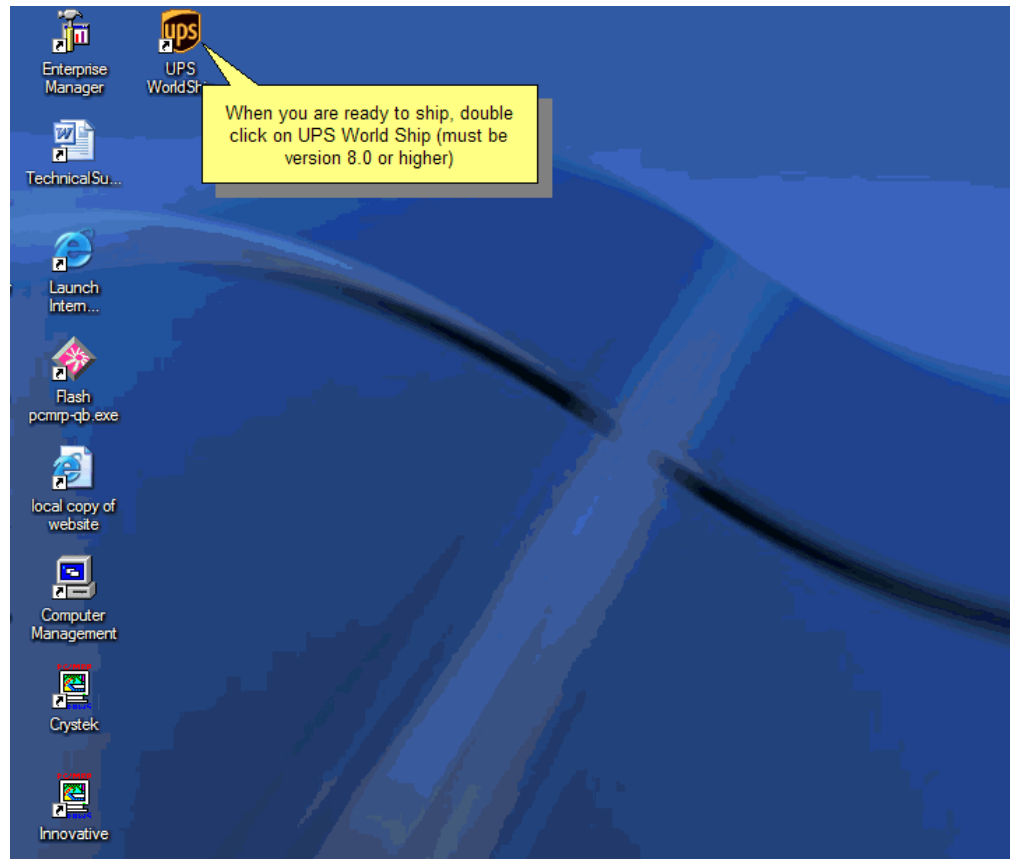 Enterprise
Manager
ups
UPS
WorldSh
When you are ready to ship, double
click on UPS World Ship (must be
version 8.0 or higher)
TechnicalSu...
Launch
Intern...
Flash
pcmrp-qb.exe
local copy of
website
Computer
Management
Crystek
Innovative